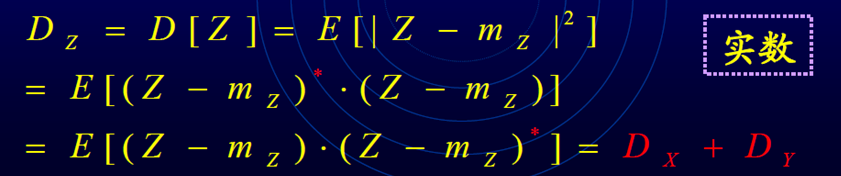 D_Z = D[Z] = E[| Z − m_Z |²]
实数
= E[(Z − m_Z)* · (Z − m_Z)]
= E[(Z − m_Z) · (Z − m_Z)*] = D_X + D_Y